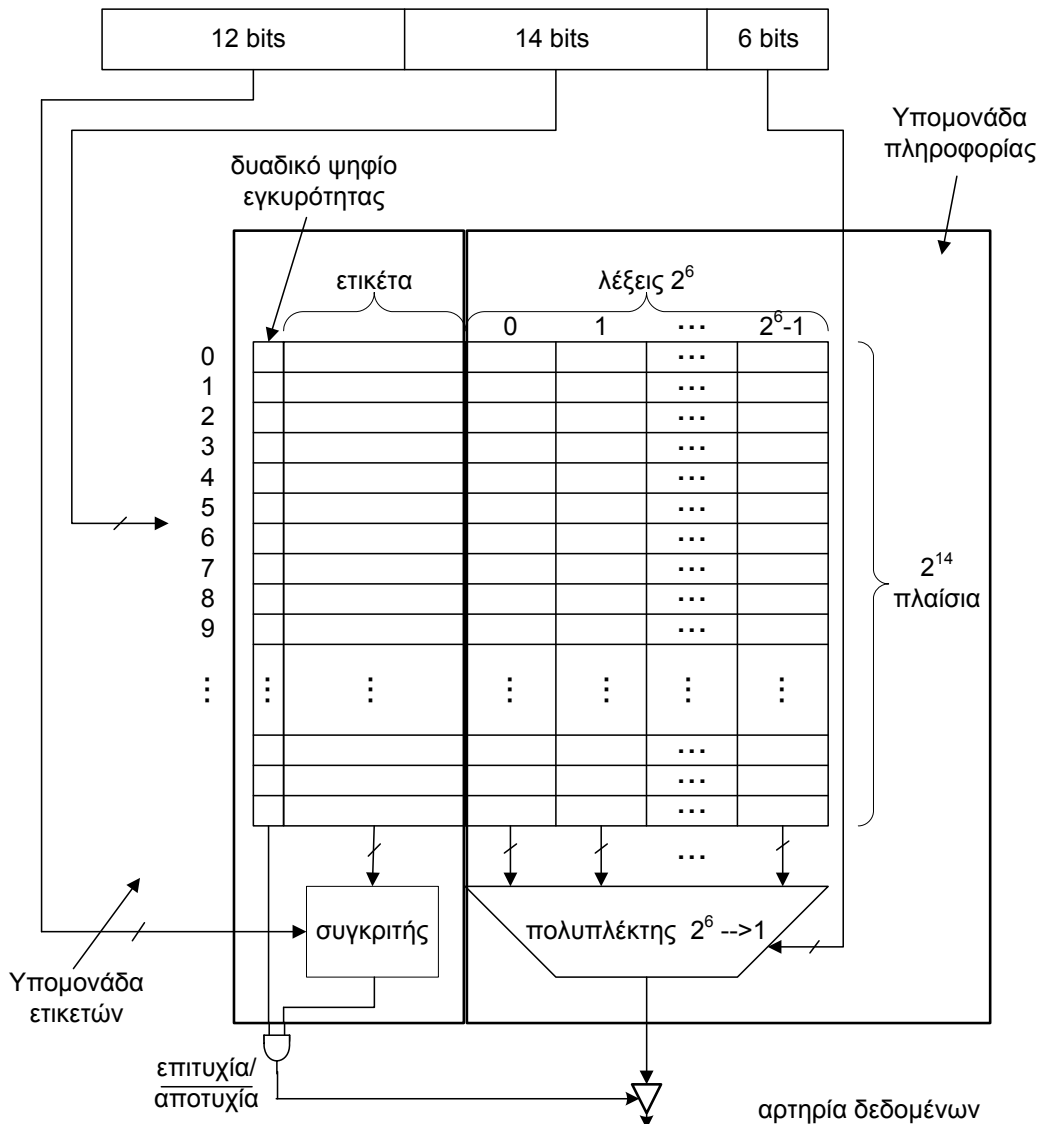 12 bits 14 bits 6 bits
Υπομονάδα
πληροφορίας
δυαδικό ψηφίο
εγκυρότητας
ετικέτα λέξεις 2^6
0 1 ... 2^6-1
0 ...
1 ...
2 ...
3 ...
4 ...
5 ...
6 ...
7 ...
8 ...
9 ...
2^14
πλαίσια
⋮ ⋮ ⋮ ⋮ ⋮ ⋮ ⋮
...
...
...
...
συγκριτής πολυπλέκτης 2^6 -->1
Υπομονάδα
ετικετών
επιτυχία/
αποτυχία
αρτηρία δεδομένων